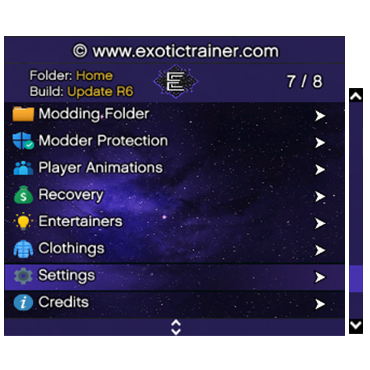 © www.exotictrainer.com
Folder: Home
Build: Update R6
E
7 / 8
Modding Folder
Modder Protection
Player Animations
Recovery
Entertainers
Clothings
Settings
Credits